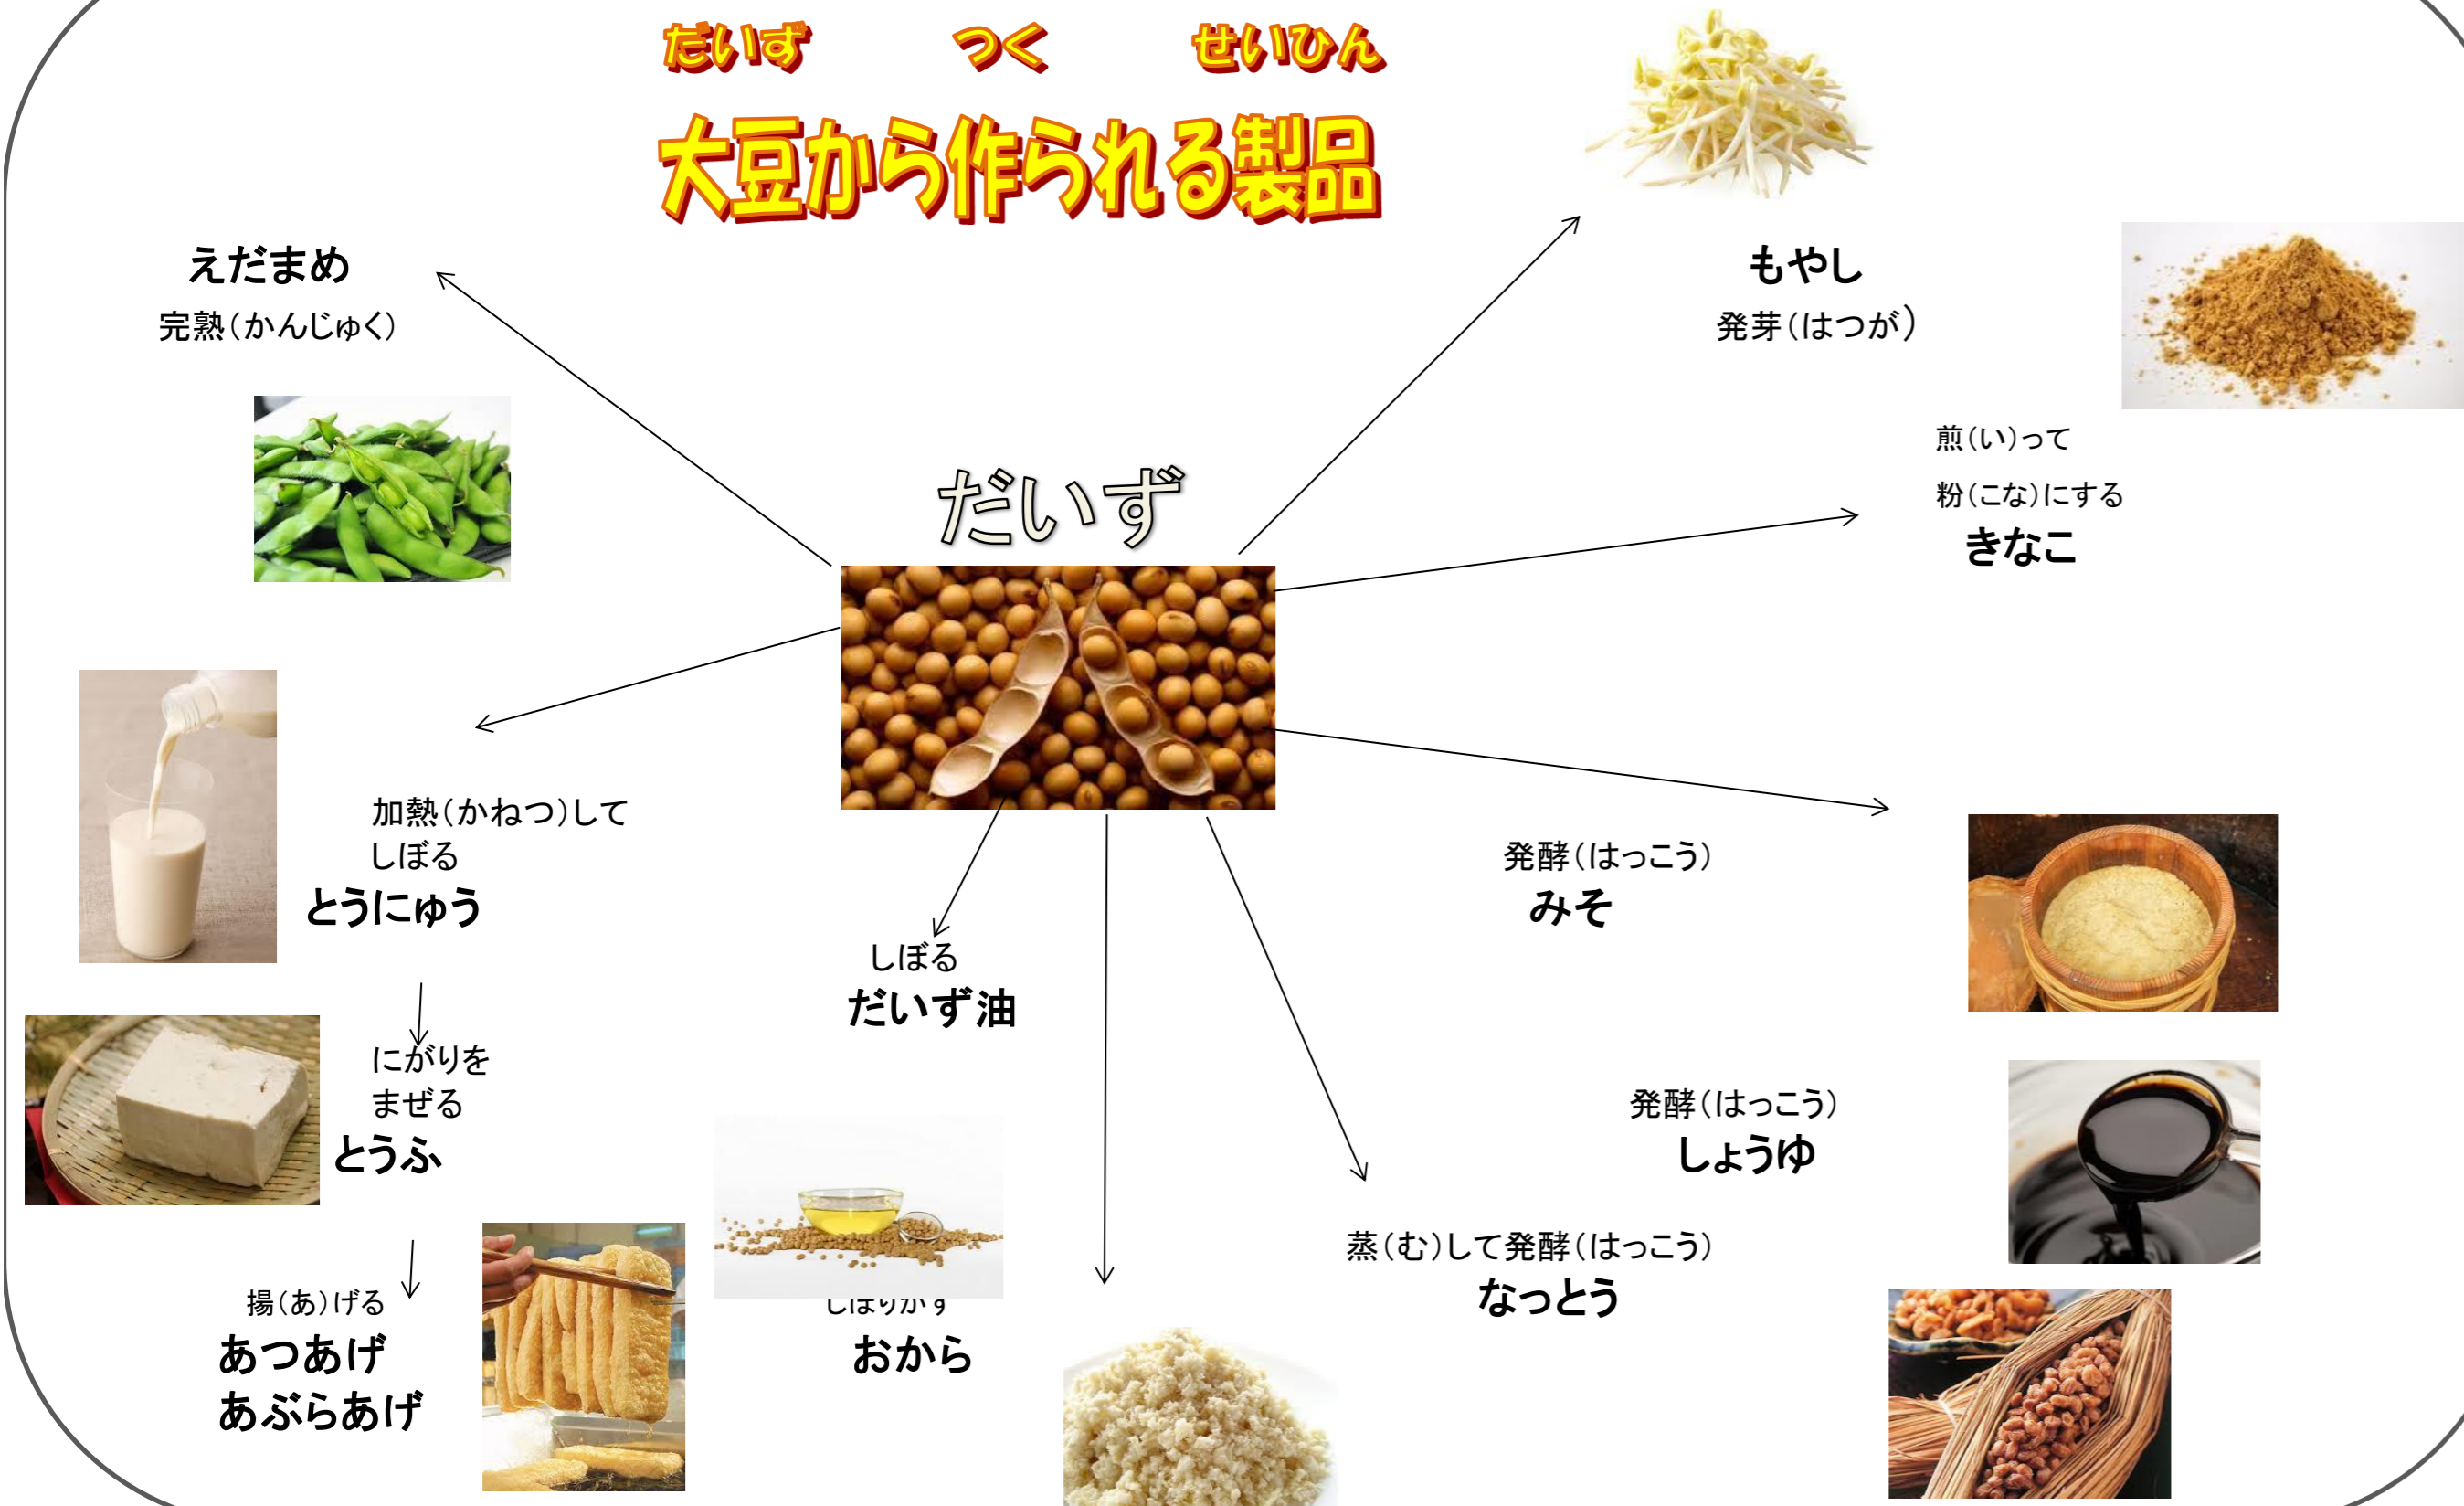 だいず つく せいひん
大豆から作られる製品
えだまめ
完熟(かんじゅく)
もやし
発芽(はつが)
煎(い)って
粉(こな)にする
きなこ
だいず
加熱(かねつ)して
しぼる
とうにゅう
にがりを
まぜる
とうふ
揚(あ)げる
あつあげ
あぶらあげ
しぼる
だいず油
しぼりかす
おから
発酵(はっこう)
みそ
発酵(はっこう)
しょうゆ
蒸(む)して発酵(はっこう)
なっとう